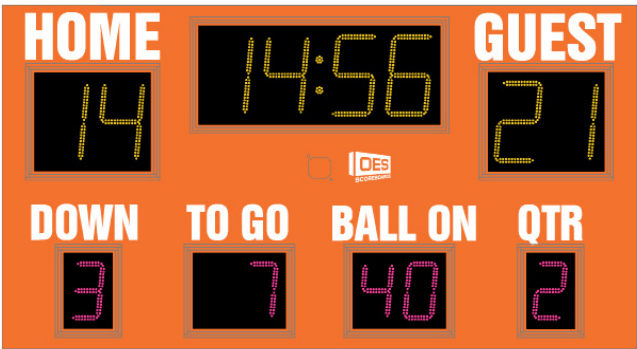 HOME GUEST
14 14:56 21
OES
SCOREBOARDS
DOWN TO GO BALL ON QTR
3 7 40 2